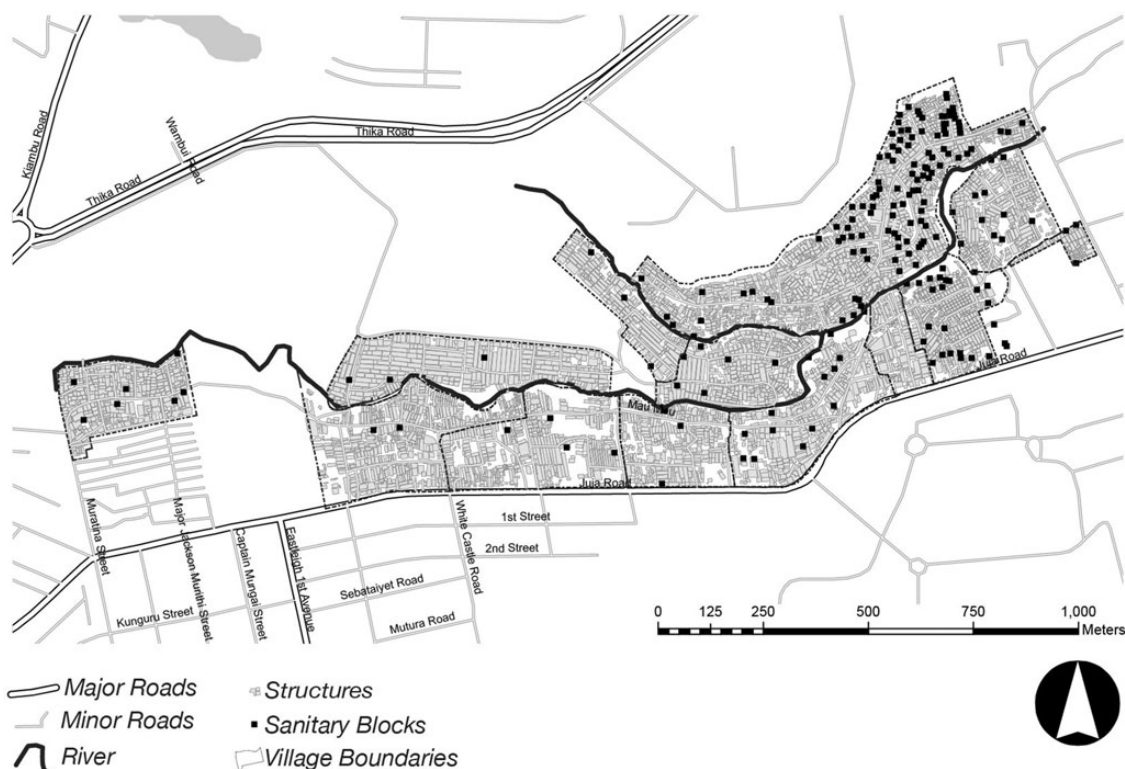 Kiambu Road
Wambui Road
Thika Road
Thika Road
Juja Road
Mau Mau
Juja Road
1st Street
2nd Street
White Castle Road
Sebataiyet Road
Mutura Road
Kunguru Street
Muratina Street
Major Jackson Murithi Street
Captain Mungai Street
Eastleigh 1st Avenue
0 125 250 500 750 1,000
Meters
Major Roads
Minor Roads
River
Structures
Sanitary Blocks
Village Boundaries